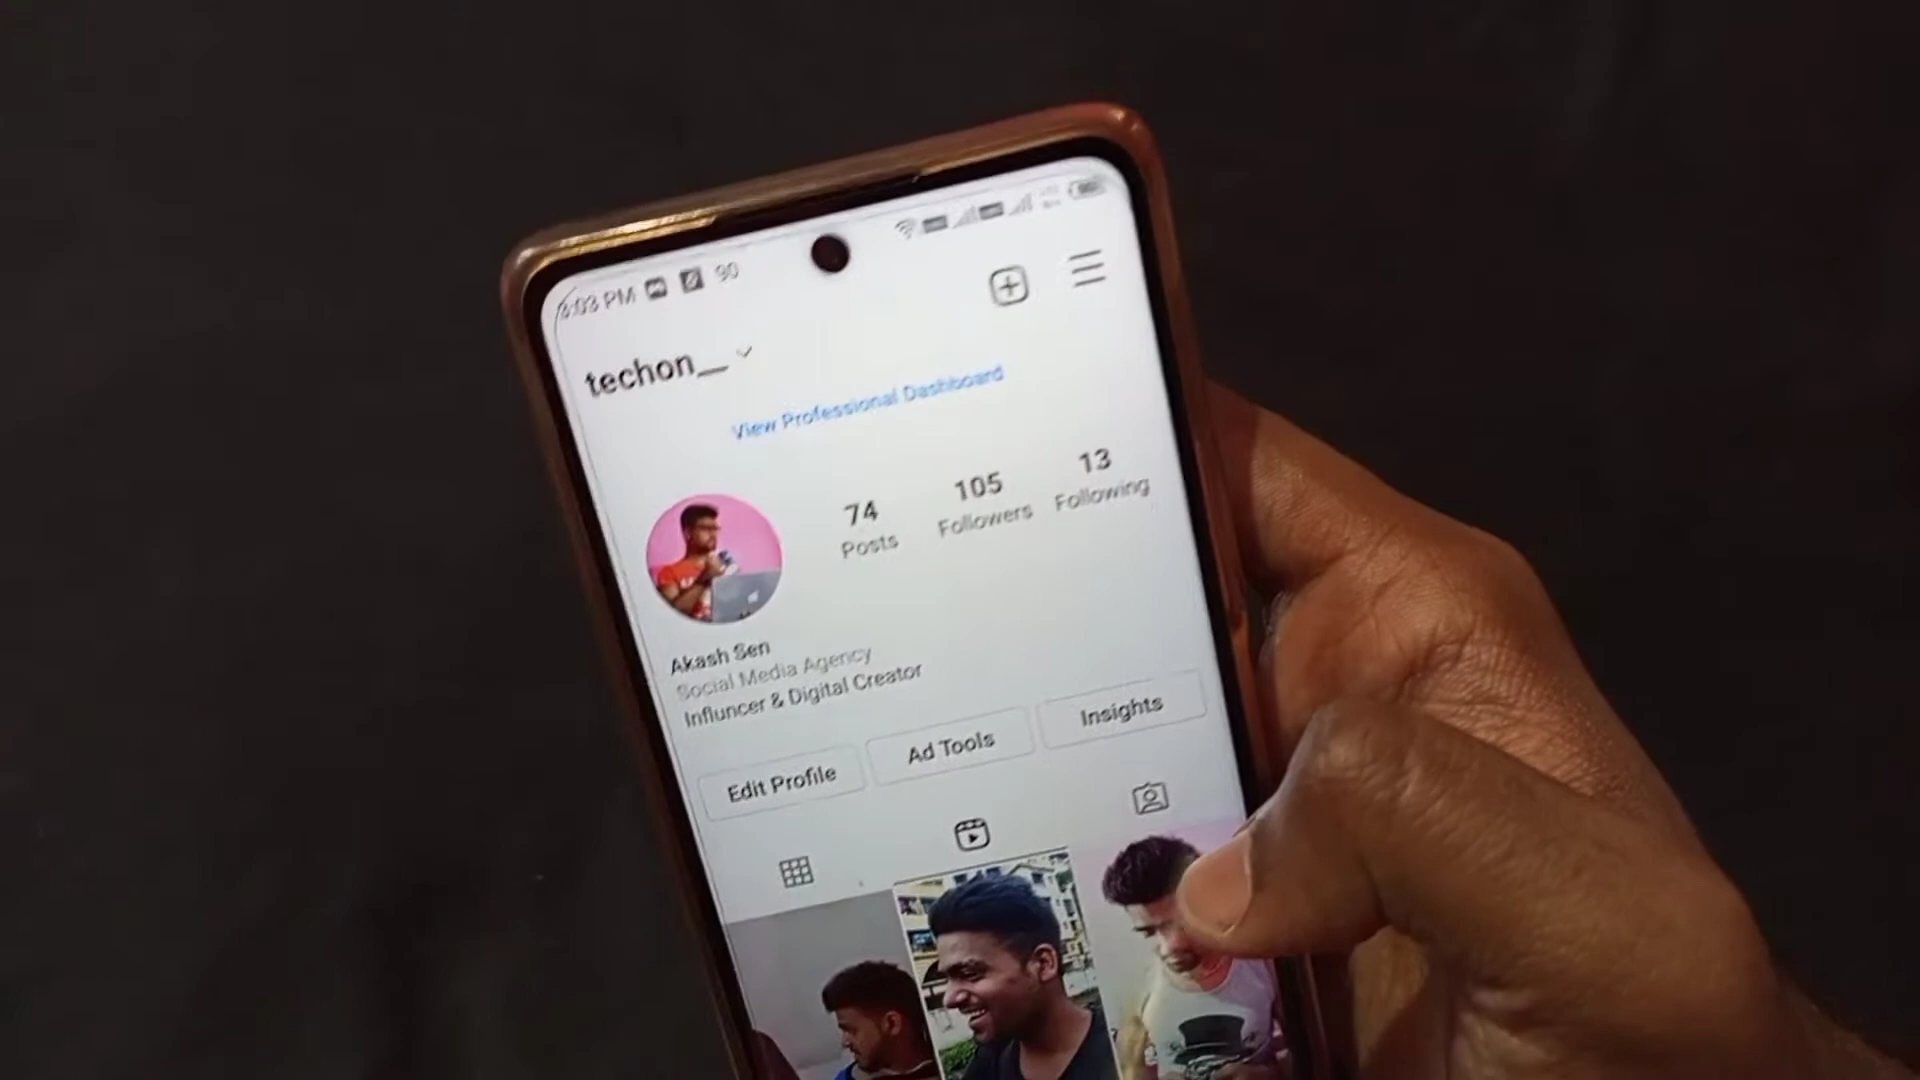 :03 PM 90
techon__
View Professional Dashboard
74 105 13
Posts Followers Following
Akash Sen
Social Media Agency
Influncer & Digital Creator
Edit Profile Ad Tools Insights